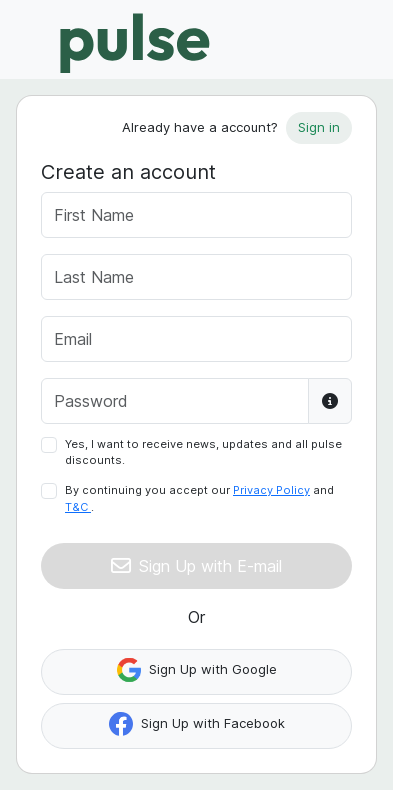 pulse
Already have a account?
Sign in
Create an account
First Name
Last Name
Email
Password
Yes, I want to receive news, updates and all pulse
discounts.
By continuing you accept our Privacy Policy and
T&C .
Sign Up with E-mail
Or
Sign Up with Google
Sign Up with Facebook